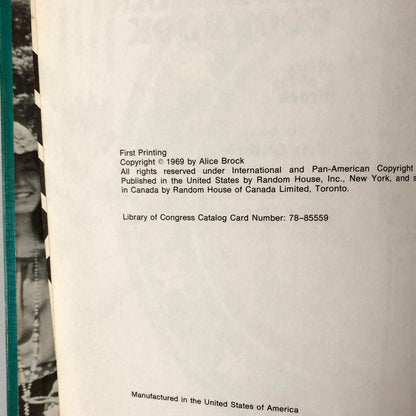 First Printing
Copyright © 1969 by Alice Brock
All rights reserved under International and Pan-American Copyright
Published in the United States by Random House, Inc., New York, and s
in Canada by Random House of Canada Limited, Toronto.
Library of Congress Catalog Card Number: 78-85559
Manufactured in the United States of America